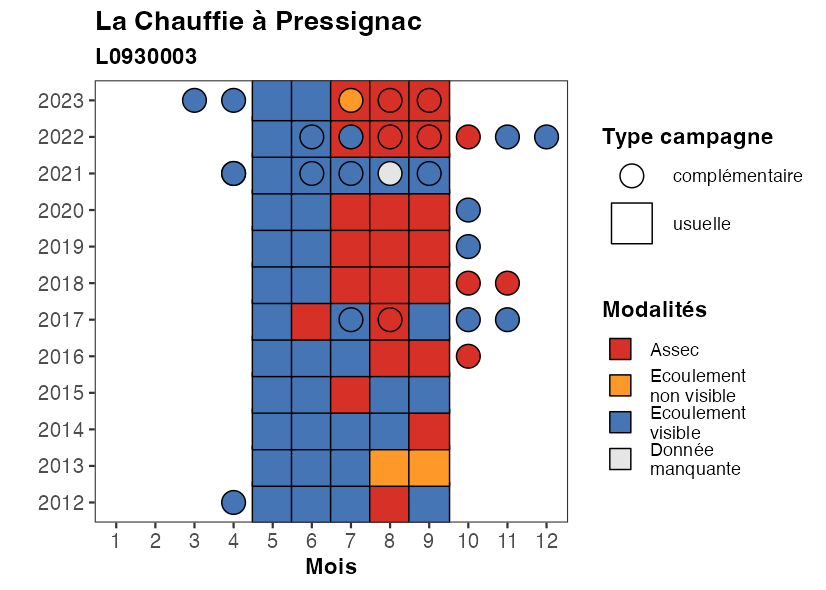 La Chauffie à Pressignac
L0930003
2023
2022
2021
2020
2019
2018
2017
2016
2015
2014
2013
2012
1 2 3 4 5 6 7 8 9 10 11 12
Mois
Type campagne
complémentaire
usuelle
Modalités
Assec
Ecoulement
non visible
Ecoulement
visible
Donnée
manquante